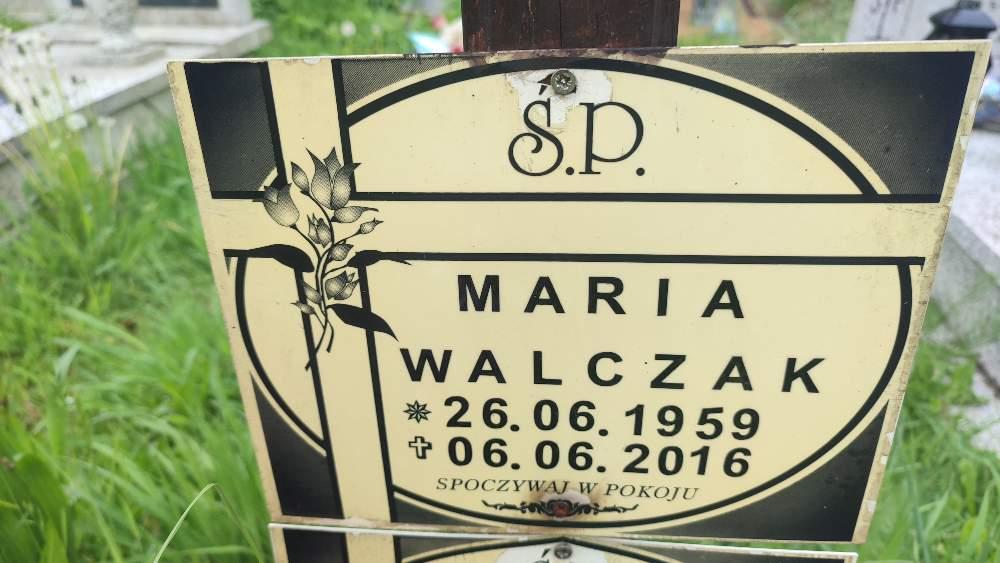 Ś.P.
MARIA
WALCZAK
26.06.1959
06.06.2016
SPOCZYWAJ W POKOJU